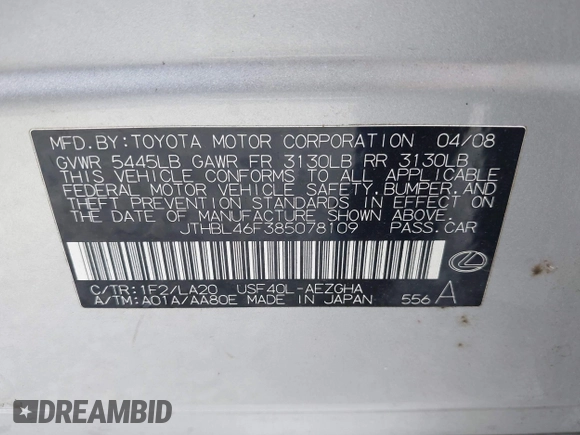 MFD.BY:TOYOTA MOTOR CORPORATION 04/08
GVWR 5445LB GAWR FR 3130LB RR 3130LB
THIS VEHICLE CONFORMS TO ALL APPLICABLE
FEDERAL MOTOR VEHICLE SAFETY,BUMPER,AND
THEFT PREVENTION STANDARDS IN EFFECT ON
THE DATE OF MANUFACTURE SHOWN ABOVE.
JTHBL46F385078109 PASS.CAR
C/TR:1F2/LA20 USF40L-AEZGHA
A/TM:A01A/AA80E MADE IN JAPAN 556 A
DREAMBID